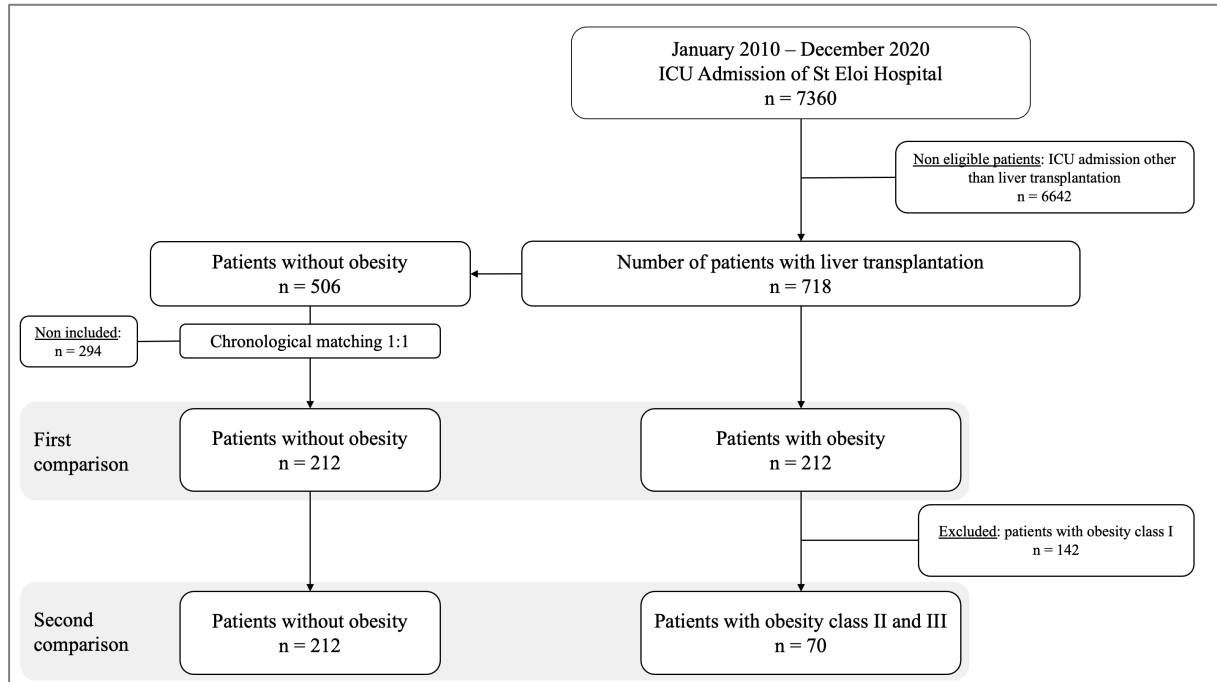 January 2010 – December 2020
ICU Admission of St Eloi Hospital
n = 7360
Non eligible patients: ICU admission other
than liver transplantation
n = 6642
Patients without obesity
n = 506
Number of patients with liver transplantation
n = 718
Non included:
n = 294
Chronological matching 1:1
First
comparison
Patients without obesity
n = 212
Patients with obesity
n = 212
Excluded: patients with obesity class I
n = 142
Second
comparison
Patients without obesity
n = 212
Patients with obesity class II and III
n = 70